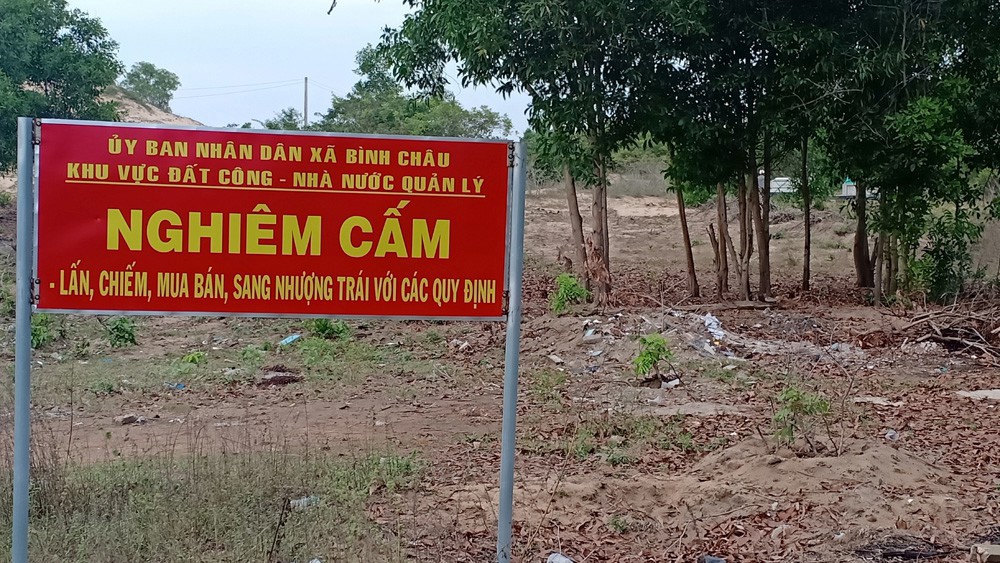 ỦY BAN NHÂN DÂN XÃ BÌNH CHÂU
KHU VỰC ĐẤT CÔNG - NHÀ NƯỚC QUẢN LÝ
NGHIÊM CẤM
- LẤN, CHIẾM, MUA BÁN, SANG NHƯỢNG TRÁI VỚI CÁC QUY ĐỊNH